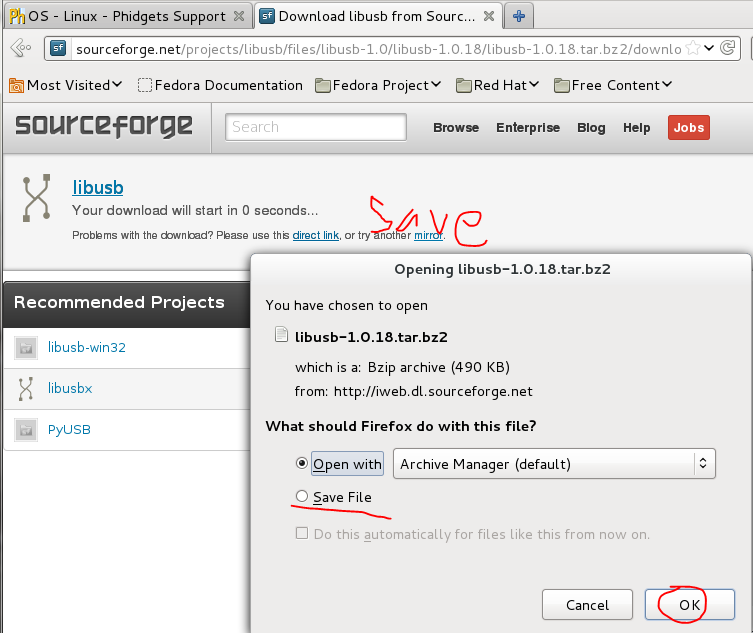 Ph OS - Linux - Phidgets Support
sf Download libusb from Sourc...
sf sourceforge.net/projects/libusb/files/libusb-1.0/libusb-1.0.18/libusb-1.0.18.tar.bz2/downlo
Most Visited Fedora Documentation Fedora Project Red Hat Free Content
sourceforge Search Browse Enterprise Blog Help Jobs
libusb
Your download will start in 0 seconds...
Save
Problems with the download? Please use this direct link, or try another mirror.
Recommended Projects
libusb-win32
libusbx
PyUSB
Opening libusb-1.0.18.tar.bz2
You have chosen to open
libusb-1.0.18.tar.bz2
which is a: Bzip archive (490 KB)
from: http://iweb.dl.sourceforge.net
What should Firefox do with this file?
Open with Archive Manager (default)
Save File
Do this automatically for files like this from now on.
Cancel OK